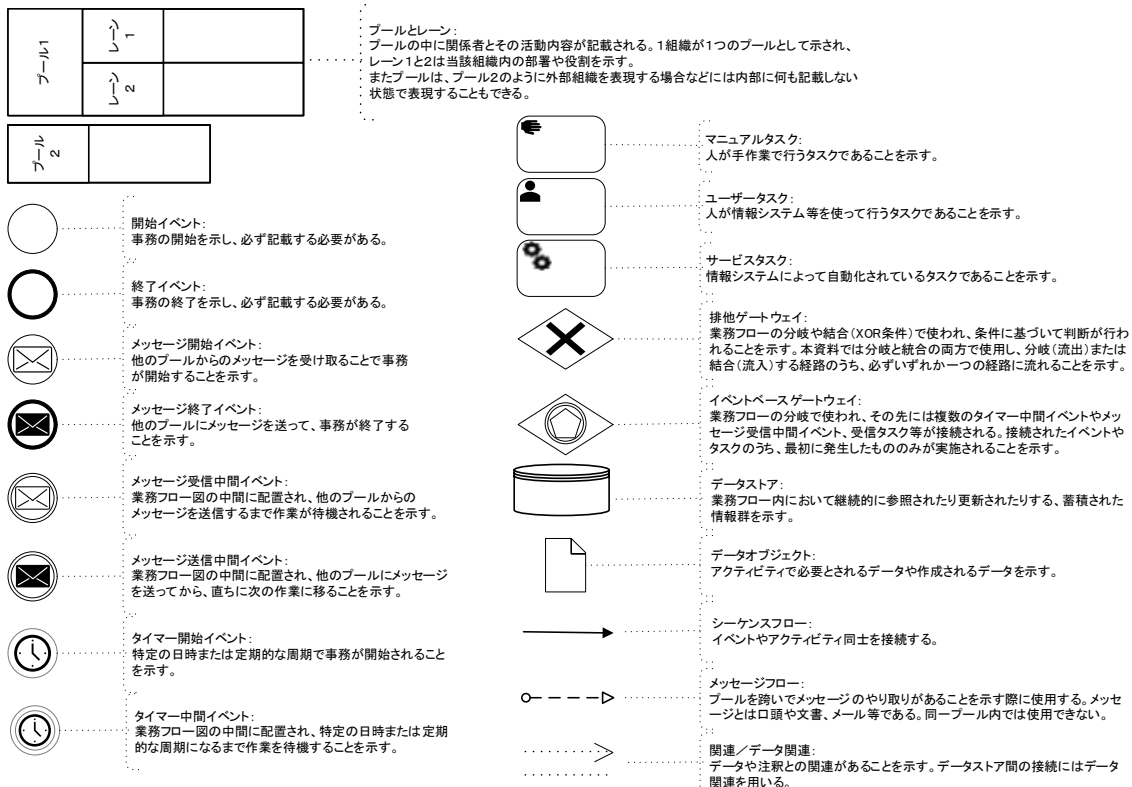 プール1
レーン1
レーン2
プール2
プールとレーン:
プールの中に関係者とその活動内容が記載される。1組織が1つのプールとして示され、
レーン1と2は当該組織内の部署や役割を示す。
またプールは、プール2のように外部組織を表現する場合などには内部に何も記載しない
状態で表現することもできる。
開始イベント:
事務の開始を示し、必ず記載する必要がある。
終了イベント:
事務の終了を示し、必ず記載する必要がある。
メッセージ開始イベント:
他のプールからのメッセージを受け取ることで事務
が開始することを示す。
メッセージ終了イベント:
他のプールにメッセージを送って、事務が終了する
ことを示す。
メッセージ受信中間イベント:
業務フロー図の中間に配置され、他のプールからの
メッセージを送信するまで作業が待機されることを示す。
メッセージ送信中間イベント:
業務フロー図の中間に配置され、他のプールにメッセージ
を送ってから、直ちに次の作業に移ることを示す。
タイマー開始イベント:
特定の日時または定期的な周期で事務が開始されること
を示す。
タイマー中間イベント:
業務フロー図の中間に配置され、特定の日時または定期
的な周期になるまで作業を待機することを示す。
マニュアルタスク:
人が手作業で行うタスクであることを示す。
ユーザータスク:
人が情報システム等を使って行うタスクであることを示す。
サービスタスク:
情報システムによって自動化されているタスクであることを示す。
排他ゲートウェイ:
業務フローの分岐や結合(XOR条件)で使われ、条件に基づいて判断が行わ
れることを示す。本資料では分岐と統合の両方で使用し、分岐(流出)または
結合(流入)する経路のうち、必ずいずれか一つの経路に流れることを示す。
イベントベースゲートウェイ:
業務フローの分岐で使われ、その先には複数のタイマー中間イベントやメッ
セージ受信中間イベント、受信タスク等が接続される。接続されたイベントや
タスクのうち、最初に発生したもののみが実施されることを示す。
データストア:
業務フロー内において継続的に参照されたり更新されたりする、蓄積された
情報群を示す。
データオブジェクト:
アクティビティで必要とされるデータや作成されるデータを示す。
シーケンスフロー:
イベントやアクティビティ同士を接続する。
メッセージフロー:
プールを跨いでメッセージのやり取りがあることを示す際に使用する。メッセ
ージとは口頭や文書、メール等である。同一プール内では使用できない。
関連/データ関連:
データや注釈との関連があることを示す。データストア間の接続にはデータ
関連を用いる。